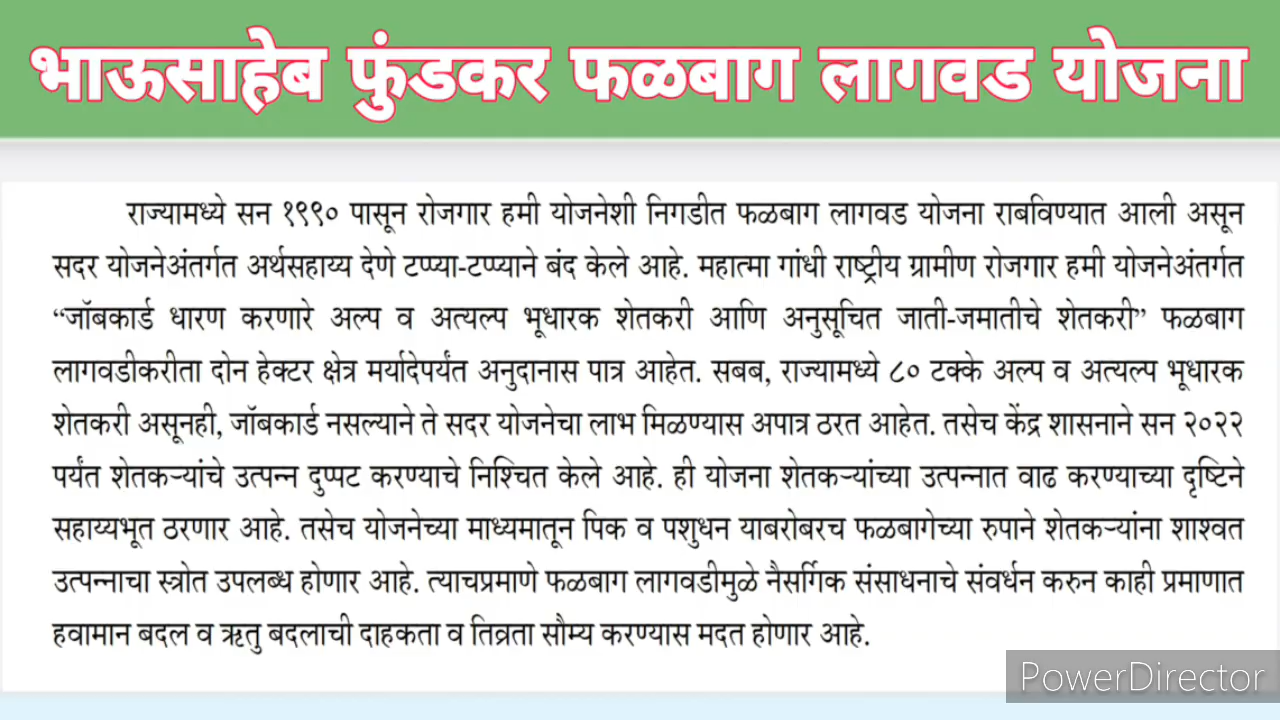 भाऊसाहेब फुंडकर फळबाग लागवड योजना
राज्यामध्ये सन १९९० पासून रोजगार हमी योजनेशी निगडीत फळबाग लागवड योजना राबविण्यात आली असून
सदर योजनेअंतर्गत अर्थसहाय्य देणे टप्प्या-टप्प्याने बंद केले आहे. महात्मा गांधी राष्ट्रीय ग्रामीण रोजगार हमी योजनेअंतर्गत
“जॉबकार्ड धारण करणारे अल्प व अत्यल्प भूधारक शेतकरी आणि अनुसूचित जाती-जमातीचे शेतकरी” फळबाग
लागवडीकरीता दोन हेक्टर क्षेत्र मर्यादेपर्यंत अनुदानास पात्र आहेत. सबब, राज्यामध्ये ८० टक्के अल्प व अत्यल्प भूधारक
शेतकरी असूनही, जॉबकार्ड नसल्याने ते सदर योजनेचा लाभ मिळण्यास अपात्र ठरत आहेत. तसेच केंद्र शासनाने सन २०२२
पर्यंत शेतकऱ्यांचे उत्पन्न दुप्पट करण्याचे निश्चित केले आहे. ही योजना शेतकऱ्यांच्या उत्पन्नात वाढ करण्याच्या दृष्टिने
सहाय्यभूत ठरणार आहे. तसेच योजनेच्या माध्यमातून पिक व पशुधन याबरोबरच फळबागेच्या रुपाने शेतकऱ्यांना शाश्वत
उत्पन्नाचा स्त्रोत उपलब्ध होणार आहे. त्याचप्रमाणे फळबाग लागवडीमुळे नैसर्गिक संसाधनाचे संवर्धन करुन काही प्रमाणात
हवामान बदल व ऋतु बदलाची दाहकता व तिव्रता सौम्य करण्यास मदत होणार आहे.
PowerDirector